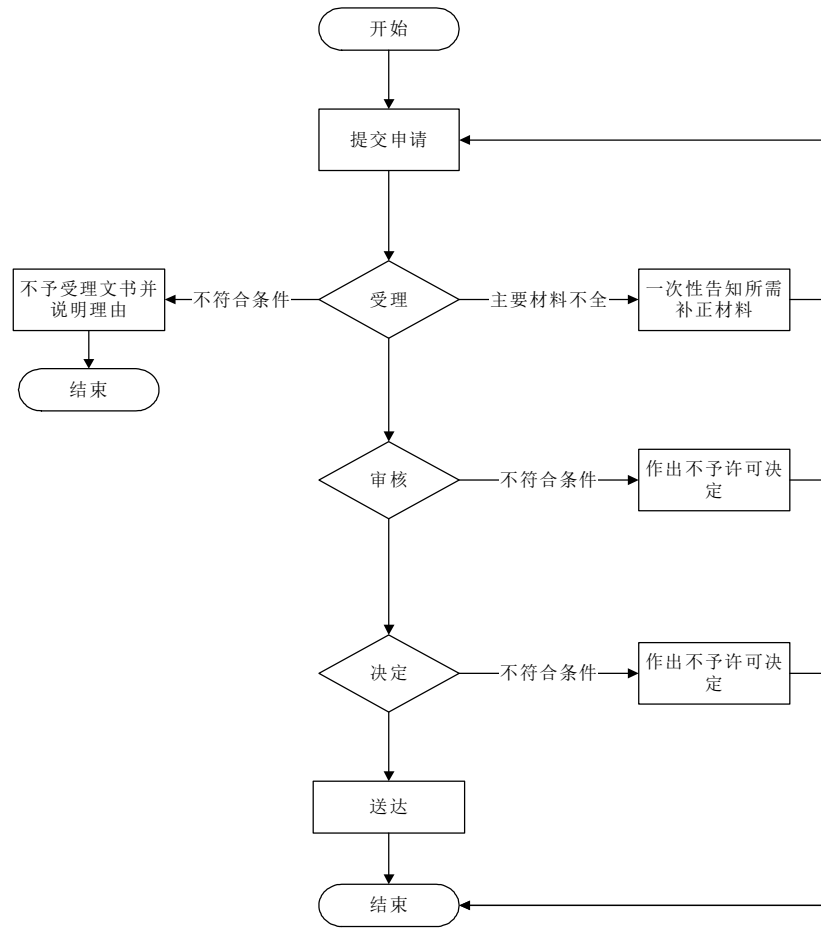 开始
提交申请
不予受理文书并
说明理由
不符合条件
受理
主要材料不全
一次性告知所需
补正材料
结束
审核
不符合条件
作出不予许可决
定
决定
不符合条件
作出不予许可决
定
送达
结束